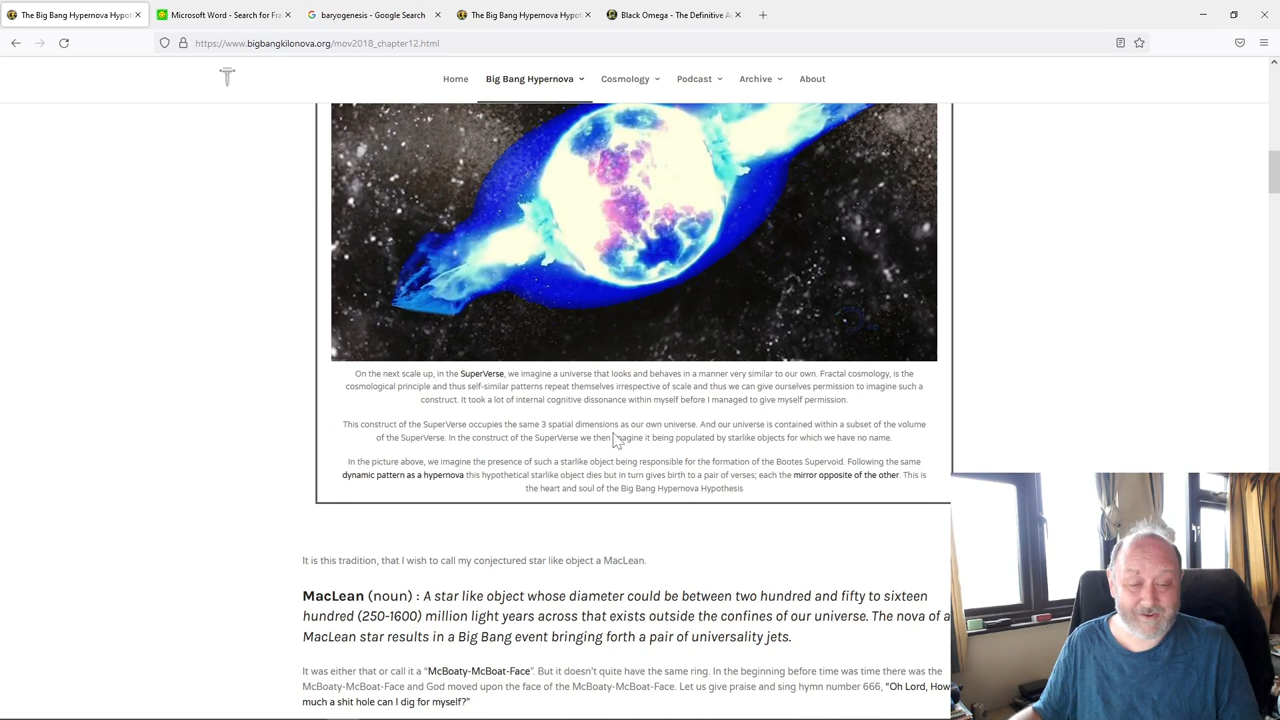 The Big Bang Hypernova Hypot
Microsoft Word - Search for Fra
baryogenesis - Google Search
The Big Bang Hypernova Hypot
Black Omega - The Definitive A
https://www.bigbangkilonova.org/mov2018_chapter12.html
Home Big Bang Hypernova Cosmology Podcast Archive About
On the next scale up, in the SuperVerse, we imagine a universe that looks and behaves in a manner very similar to our own. Fractal cosmology, is the
cosmological principle and thus self-similar patterns repeat themselves irrespective of scale and thus we can give ourselves permission to imagine such a
construct. It took a lot of internal cognitive dissonance within myself before I managed to give myself permission.
This construct of the SuperVerse occupies the same 3 spatial dimensions as our own universe. And our universe is contained within a subset of the volume
of the SuperVerse. In the construct of the SuperVerse we then imagine it being populated by starlike objects for which we have no name.
In the picture above, we imagine the presence of such a starlike object being responsible for the formation of the Bootes Supervoid. Following the same
dynamic pattern as a hypernova this hypothetical starlike object dies but in turn gives birth to a pair of verses; each the mirror opposite of the other. This is
the heart and soul of the Big Bang Hypernova Hypothesis
It is this tradition, that I wish to call my conjectured star like object a MacLean.
MacLean (noun) : A star like object whose diameter could be between two hundred and fifty to sixteen
hundred (250-1600) million light years across that exists outside the confines of our universe. The nova of a
MacLean star results in a Big Bang event bringing forth a pair of universality jets.
It was either that or call it a “McBoaty-McBoat-Face”. But it doesn’t quite have the same ring. In the beginning before time was time there was the
McBoaty-McBoat-Face and God moved upon the face of the McBoaty-McBoat-Face. Let us give praise and sing hymn number 666, “Oh Lord, How
much a shit hole can I dig for myself?”